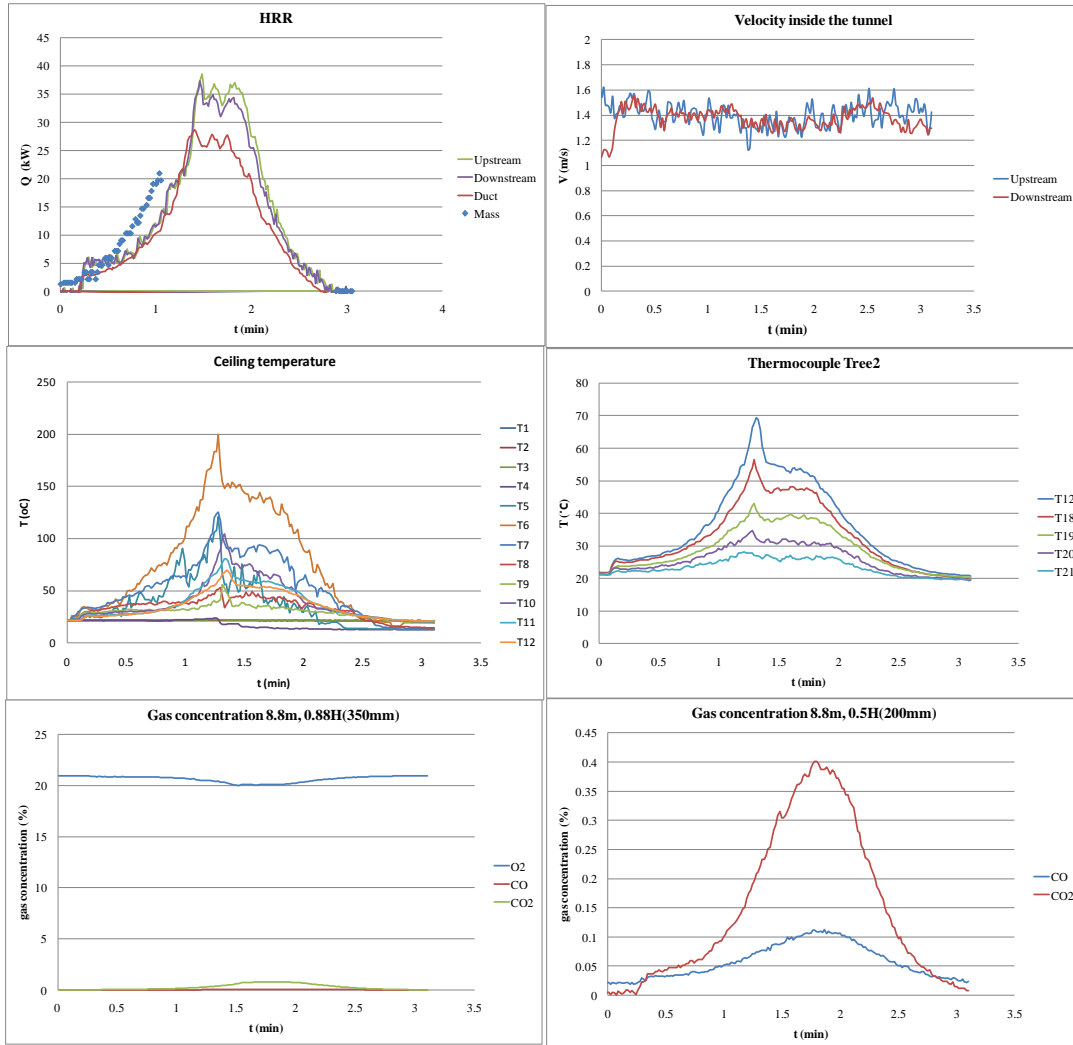 HRR
45
40
35
30
25
20
15
10
5
0
Q (kW)
0 1 2 3 4
t (min)
Upstream
Downstream
Duct
Mass
Velocity inside the tunnel
2
1.8
1.6
1.4
1.2
1
0.8
0.6
0.4
0.2
0
V (m/s)
0 0.5 1 1.5 2 2.5 3 3.5
t (min)
Upstream
Downstream
Ceiling temperature
250
200
150
100
50
0
T (oC)
0 0.5 1 1.5 2 2.5 3 3.5
t (min)
T1
T2
T3
T4
T5
T6
T7
T8
T9
T10
T11
T12
Thermocouple Tree2
80
70
60
50
40
30
20
10
0
T (℃)
0 0.5 1 1.5 2 2.5 3 3.5
t (min)
T12
T18
T19
T20
T21
Gas concentration 8.8m, 0.88H(350mm)
25
20
15
10
5
0
gas concentration (%)
0 0.5 1 1.5 2 2.5 3 3.5
t (min)
O2
CO
CO2
Gas concentration 8.8m, 0.5H(200mm)
0.45
0.4
0.35
0.3
0.25
0.2
0.15
0.1
0.05
0
gas concentration (%)
0 0.5 1 1.5 2 2.5 3 3.5
t (min)
CO
CO2